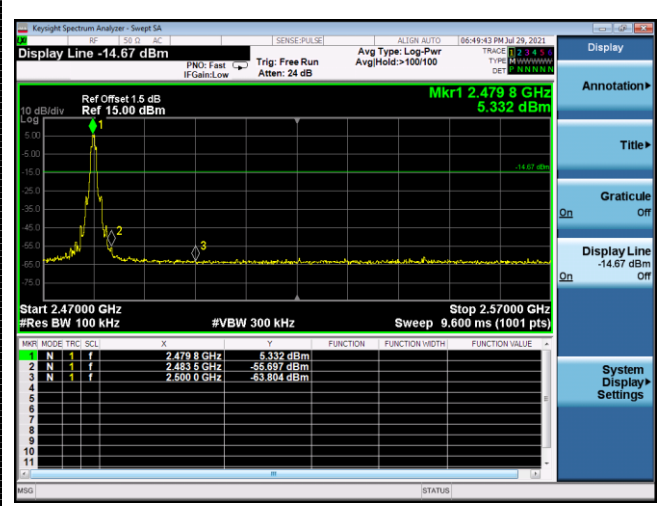 Keysight Spectrum Analyzer - Swept SA
RF 50 Ω AC SENSE:PULSE ALIGN AUTO 06:49:43 PM Jul 29, 2021
Display Line -14.67 dBm
PNO: Fast
IFGain:Low
Trig: Free Run
Atten: 24 dB
Avg Type: Log-Pwr
Avg|Hold:>100/100
TRACE 1 2 3 4 5 6
TYPE M W W W W W
DET P N N N N N
Mkr1 2.479 8 GHz
5.332 dBm
Ref Offset 1.5 dB
10 dB/div Ref 15.00 dBm
Log
1
5.00
-5.00
-15.0
-14.67 dBm
-25.0
-35.0
-45.0
2
3
-55.0
-65.0
-75.0
Start 2.47000 GHz Stop 2.57000 GHz
#Res BW 100 kHz #VBW 300 kHz Sweep 9.600 ms (1001 pts)
MKR MODE TRC SCL X Y FUNCTION FUNCTION WIDTH FUNCTION VALUE
1 N 1 f 2.479 8 GHz 5.332 dBm
2 N 1 f 2.483 5 GHz -55.697 dBm
3 N 1 f 2.500 0 GHz -63.804 dBm
4
5
6
7
8
9
10
11
MSG STATUS
Display
Annotation
Title
Graticule
On Off
Display Line
-14.67 dBm
On Off
System
Display
Settings